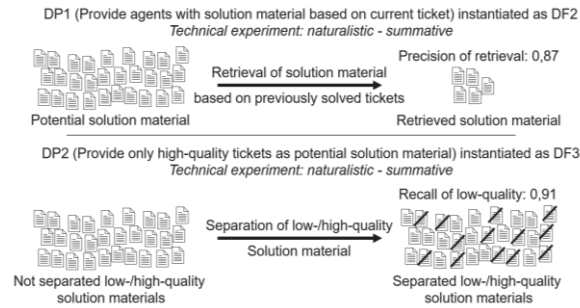 DP1 (Provide agents with solution material based on current ticket) instantiated as DF2
Technical experiment: naturalistic - summative
Retrieval of solution material
based on previously solved tickets
Precision of retrieval: 0,87
Potential solution material
Retrieved solution material
DP2 (Provide only high-quality tickets as potential solution material) instantiated as DF3
Technical experiment: naturalistic - summative
Recall of low-quality: 0,91
Separation of low-/high-quality
Solution material
Not separated low-/high-quality
solution materials
Separated low-/high-quality
solution materials